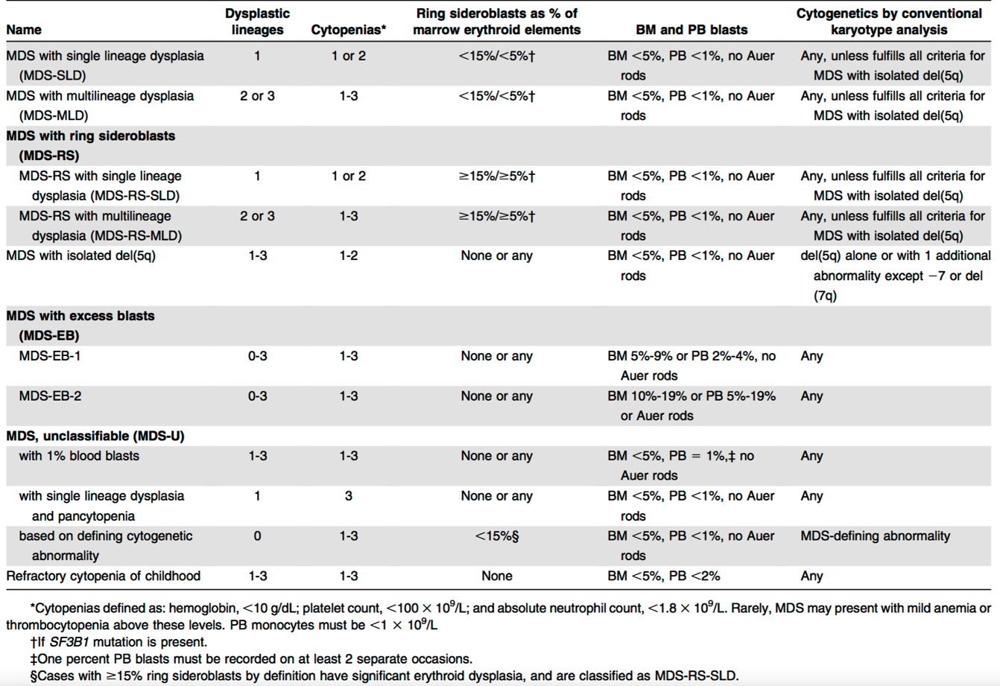 Name Dysplastic lineages Cytopenias* Ring sideroblasts as % of marrow erythroid elements BM and PB blasts Cytogenetics by conventional karyotype analysis
MDS with single lineage dysplasia (MDS-SLD) 1 1 or 2 <15%/<5%† BM <5%, PB <1%, no Auer rods Any, unless fulfills all criteria for MDS with isolated del(5q)
MDS with multilineage dysplasia (MDS-MLD) 2 or 3 1-3 <15%/<5%† BM <5%, PB <1%, no Auer rods Any, unless fulfills all criteria for MDS with isolated del(5q)
MDS with ring sideroblasts (MDS-RS)
MDS-RS with single lineage dysplasia (MDS-RS-SLD) 1 1 or 2 ≥15%/≥5%† BM <5%, PB <1%, no Auer rods Any, unless fulfills all criteria for MDS with isolated del(5q)
MDS-RS with multilineage dysplasia (MDS-RS-MLD) 2 or 3 1-3 ≥15%/≥5%† BM <5%, PB <1%, no Auer rods Any, unless fulfills all criteria for MDS with isolated del(5q)
MDS with isolated del(5q) 1-3 1-2 None or any BM <5%, PB <1%, no Auer rods del(5q) alone or with 1 additional abnormality except −7 or del (7q)
MDS with excess blasts (MDS-EB)
MDS-EB-1 0-3 1-3 None or any BM 5%-9% or PB 2%-4%, no Auer rods Any
MDS-EB-2 0-3 1-3 None or any BM 10%-19% or PB 5%-19% or Auer rods Any
MDS, unclassifiable (MDS-U)
with 1% blood blasts 1-3 1-3 None or any BM <5%, PB = 1%,‡ no Auer rods Any
with single lineage dysplasia and pancytopenia 1 3 None or any BM <5%, PB <1%, no Auer rods Any
based on defining cytogenetic abnormality 0 1-3 <15%§ BM <5%, PB <1%, no Auer rods MDS-defining abnormality
Refractory cytopenia of childhood 1-3 1-3 None BM <5%, PB <2% Any
*Cytopenias defined as: hemoglobin, <10 g/dL; platelet count, <100 × 10⁹/L; and absolute neutrophil count, <1.8 × 10⁹/L. Rarely, MDS may present with mild anemia or
thrombocytopenia above these levels. PB monocytes must be <1 × 10⁹/L
†If SF3B1 mutation is present.
‡One percent PB blasts must be recorded on at least 2 separate occasions.
§Cases with ≥15% ring sideroblasts by definition have significant erythroid dysplasia, and are classified as MDS-RS-SLD.